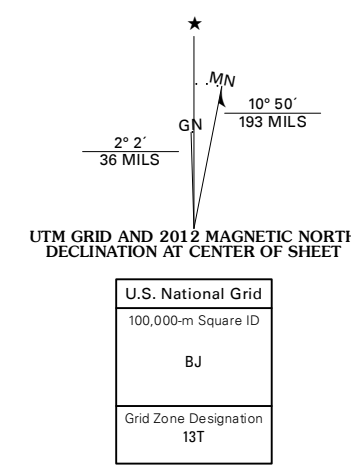 ★
MN
GN
10° 50´
193 MILS
2° 2´
36 MILS
UTM GRID AND 2012 MAGNETIC NORTH
DECLINATION AT CENTER OF SHEET
U.S. National Grid
100,000-m Square ID
BJ
Grid Zone Designation
13T